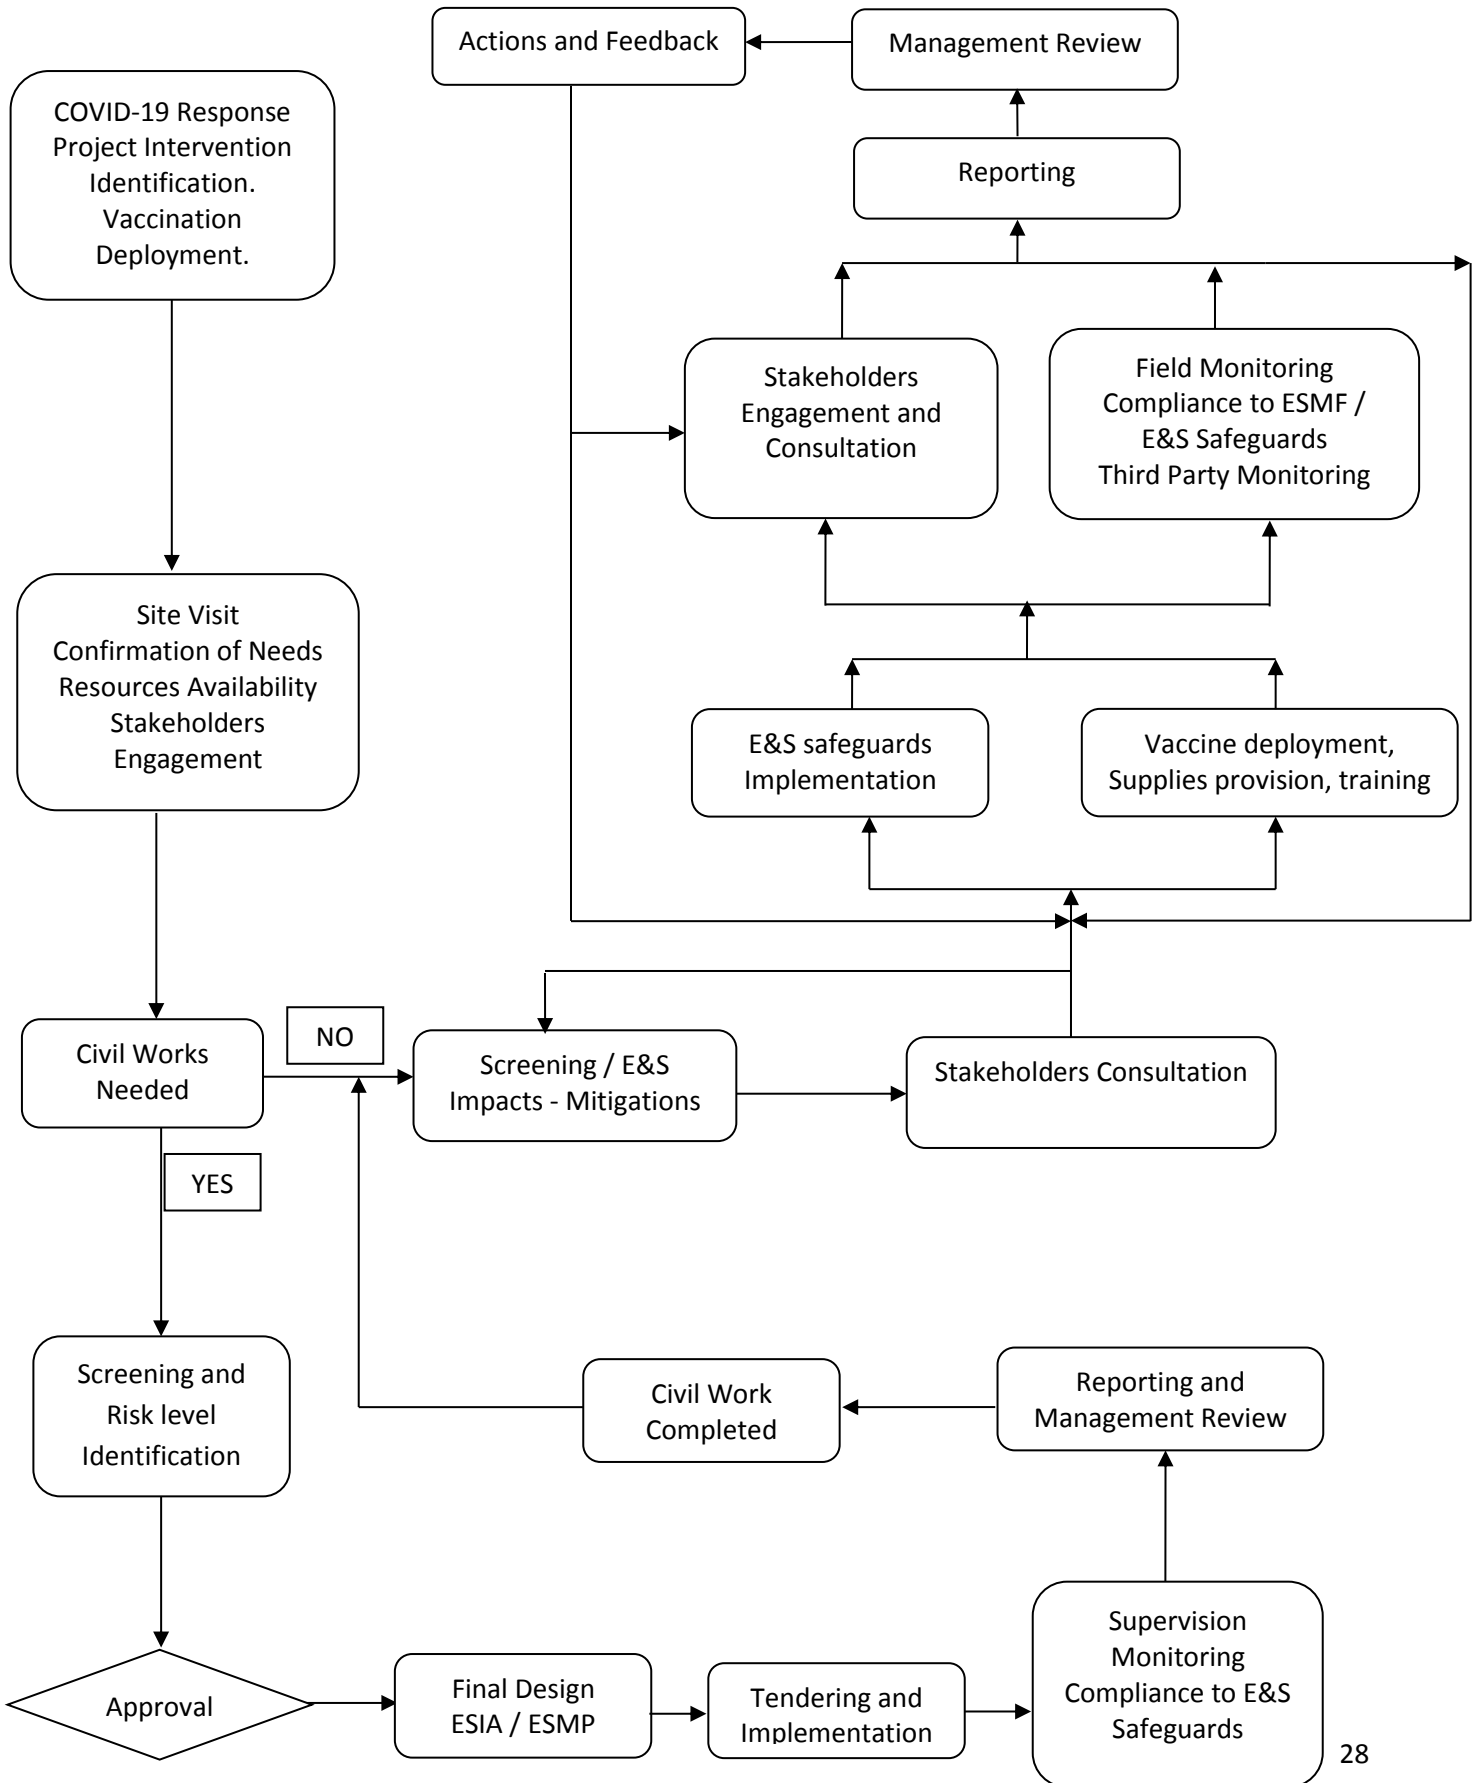 Actions and Feedback
Management Review
COVID-19 Response
Project Intervention
Identification.
Vaccination
Deployment.
Reporting
Stakeholders
Engagement and
Consultation
Field Monitoring
Compliance to ESMF /
E&S Safeguards
Third Party Monitoring
Site Visit
Confirmation of Needs
Resources Availability
Stakeholders
Engagement
E&S safeguards
Implementation
Vaccine deployment,
Supplies provision, training
Civil Works
Needed
NO
Screening / E&S
Impacts - Mitigations
Stakeholders Consultation
YES
Screening and
Risk level
Identification
Civil Work
Completed
Reporting and
Management Review
Approval
Final Design
ESIA / ESMP
Tendering and
Implementation
Supervision
Monitoring
Compliance to E&S
Safeguards
28